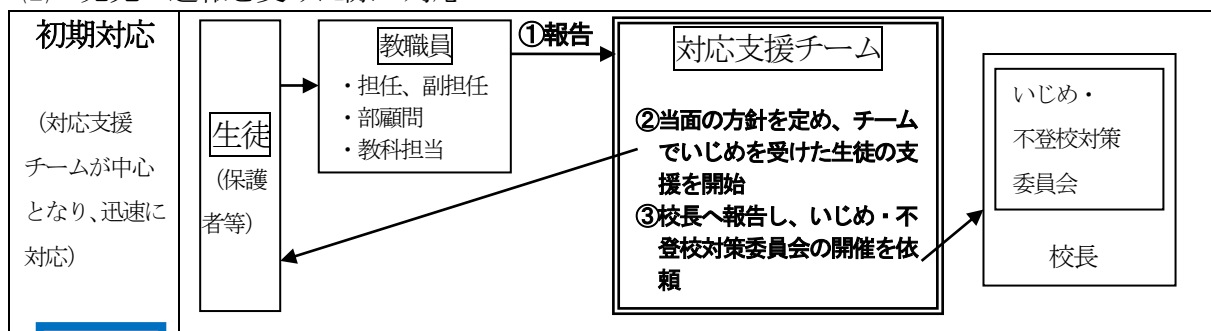 初期対応
(対応支援
チームが中心
となり、迅速に
対応)
生徒
(保護
者等)
教職員
・担任、副担任
・部顧問
・教科担当
①報告
対応支援チーム
②当面の方針を定め、チーム
でいじめを受けた生徒の支
援を開始
③校長へ報告し、いじめ・不
登校対策委員会の開催を依
頼
いじめ・
不登校対策
委員会
校長